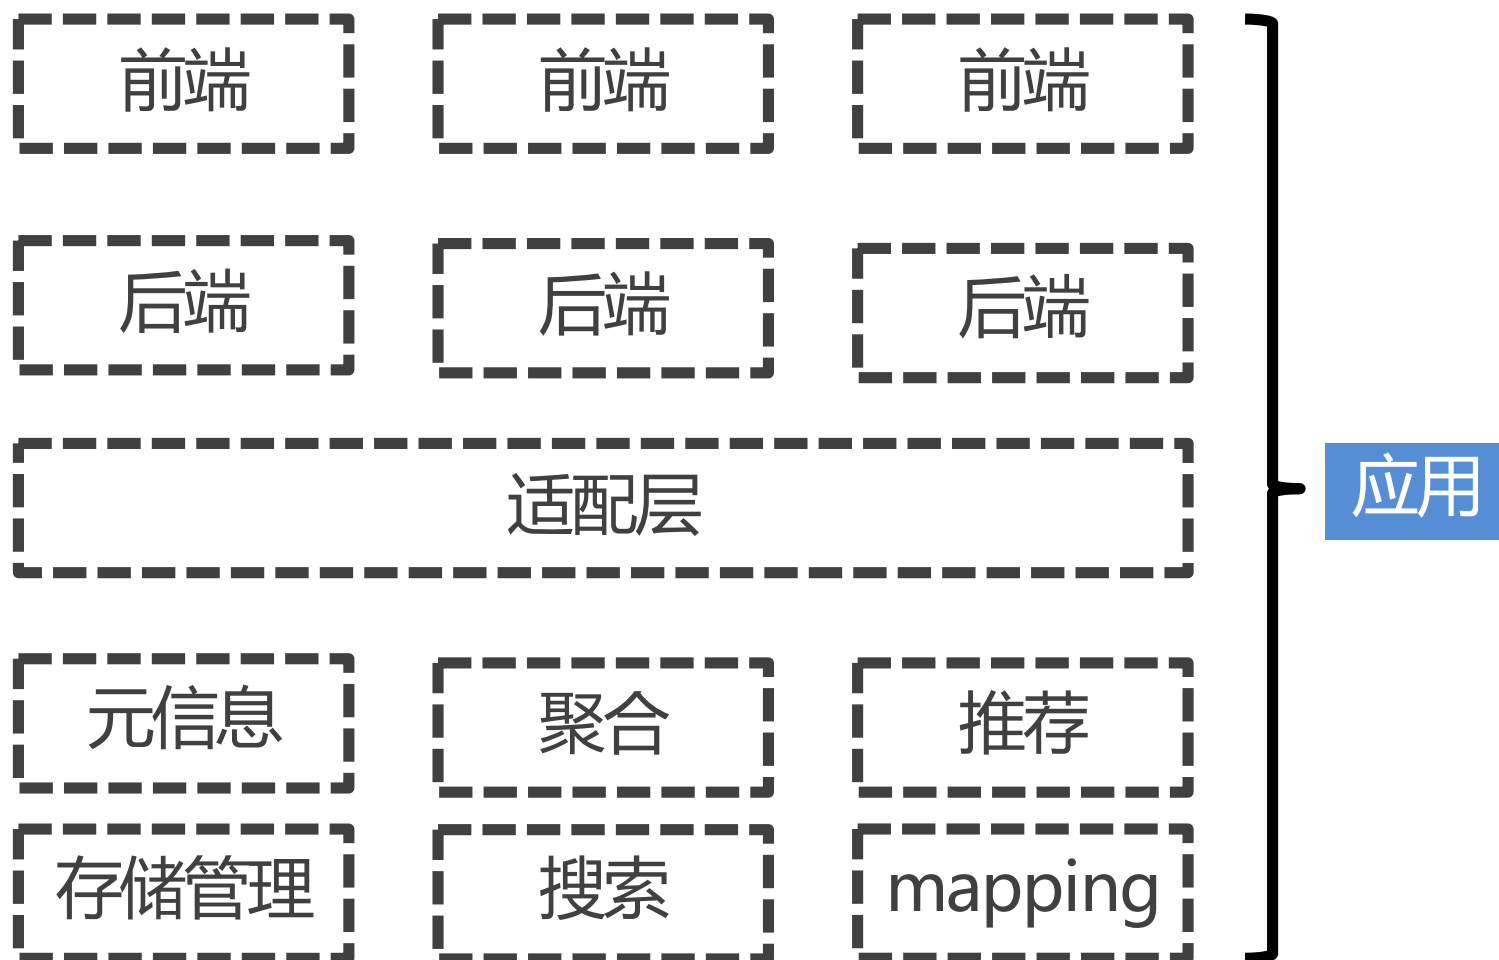 前端 前端 前端
后端 后端 后端
适配层
应用
元信息 聚合 推荐
存储管理 搜索 mapping